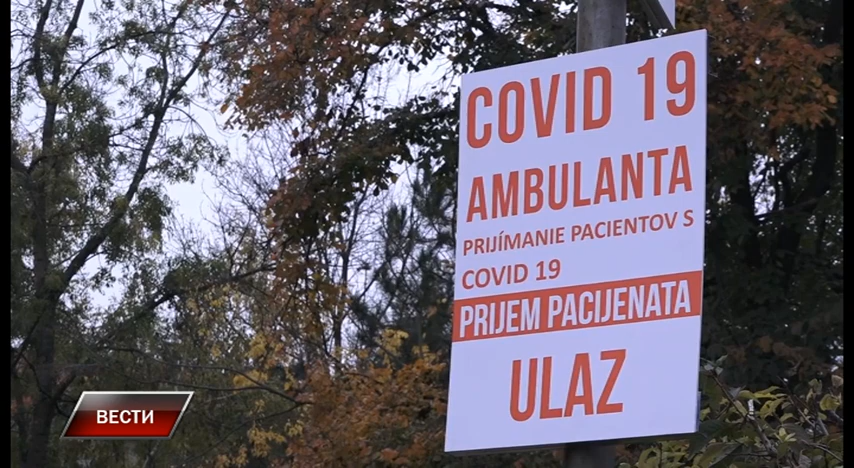 COVID 19
AMBULANTA
PRIJÍMANIE PACIENTOV S
COVID 19
PRIJEM PACIJENATA
ULAZ
ВЕСТИ